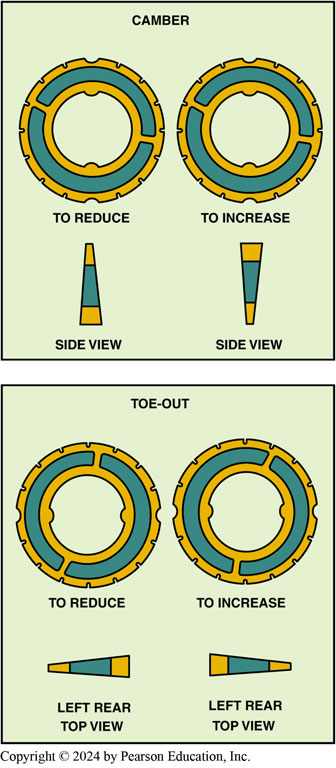 CAMBER
TO REDUCE
TO INCREASE
SIDE VIEW
SIDE VIEW
TOE-OUT
TO REDUCE
TO INCREASE
LEFT REAR
TOP VIEW
LEFT REAR
TOP VIEW
Copyright © 2024 by Pearson Education, Inc.